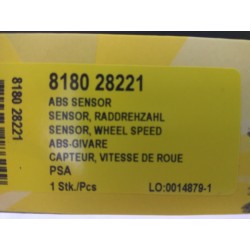 8180 28221
8180 28221
ABS SENSOR
SENSOR, RADDREHZAHL
SENSOR, WHEEL SPEED
ABS-GIVARE
CAPTEUR, VITESSE DE ROUE
PSA
1 Stk./Pcs LO:0014879-1